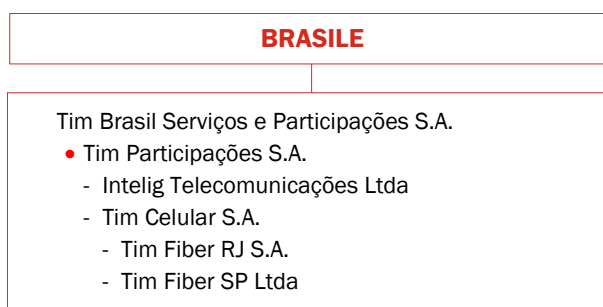 BRASILE
Tim Brasil Serviços e Participações S.A.
• Tim Participações S.A.
- Intelig Telecomunicações Ltda
- Tim Celular S.A.
- Tim Fiber RJ S.A.
- Tim Fiber SP Ltda